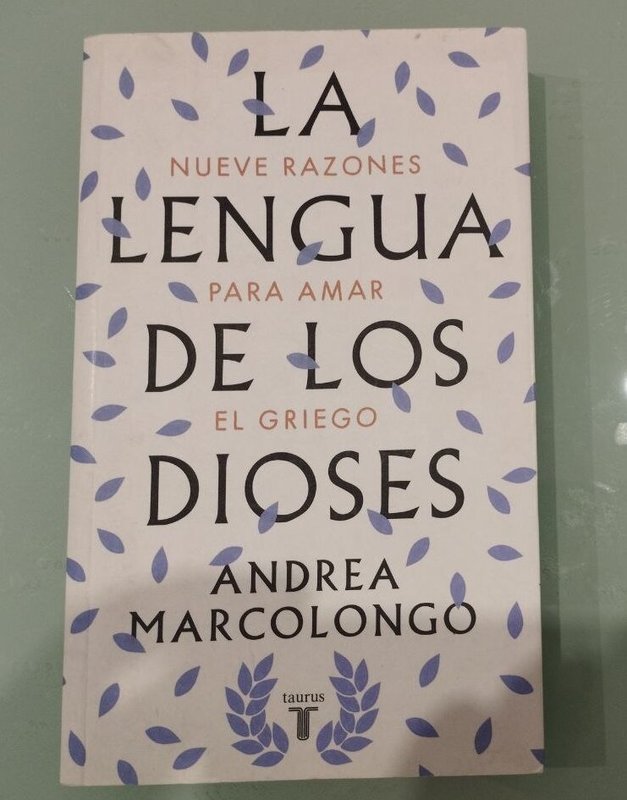 LA
NUEVE RAZONES
LENGUA
PARA AMAR
DE LOS
EL GRIEGO
DIOSES
ANDREA
MARCOLONGO
taurus
T